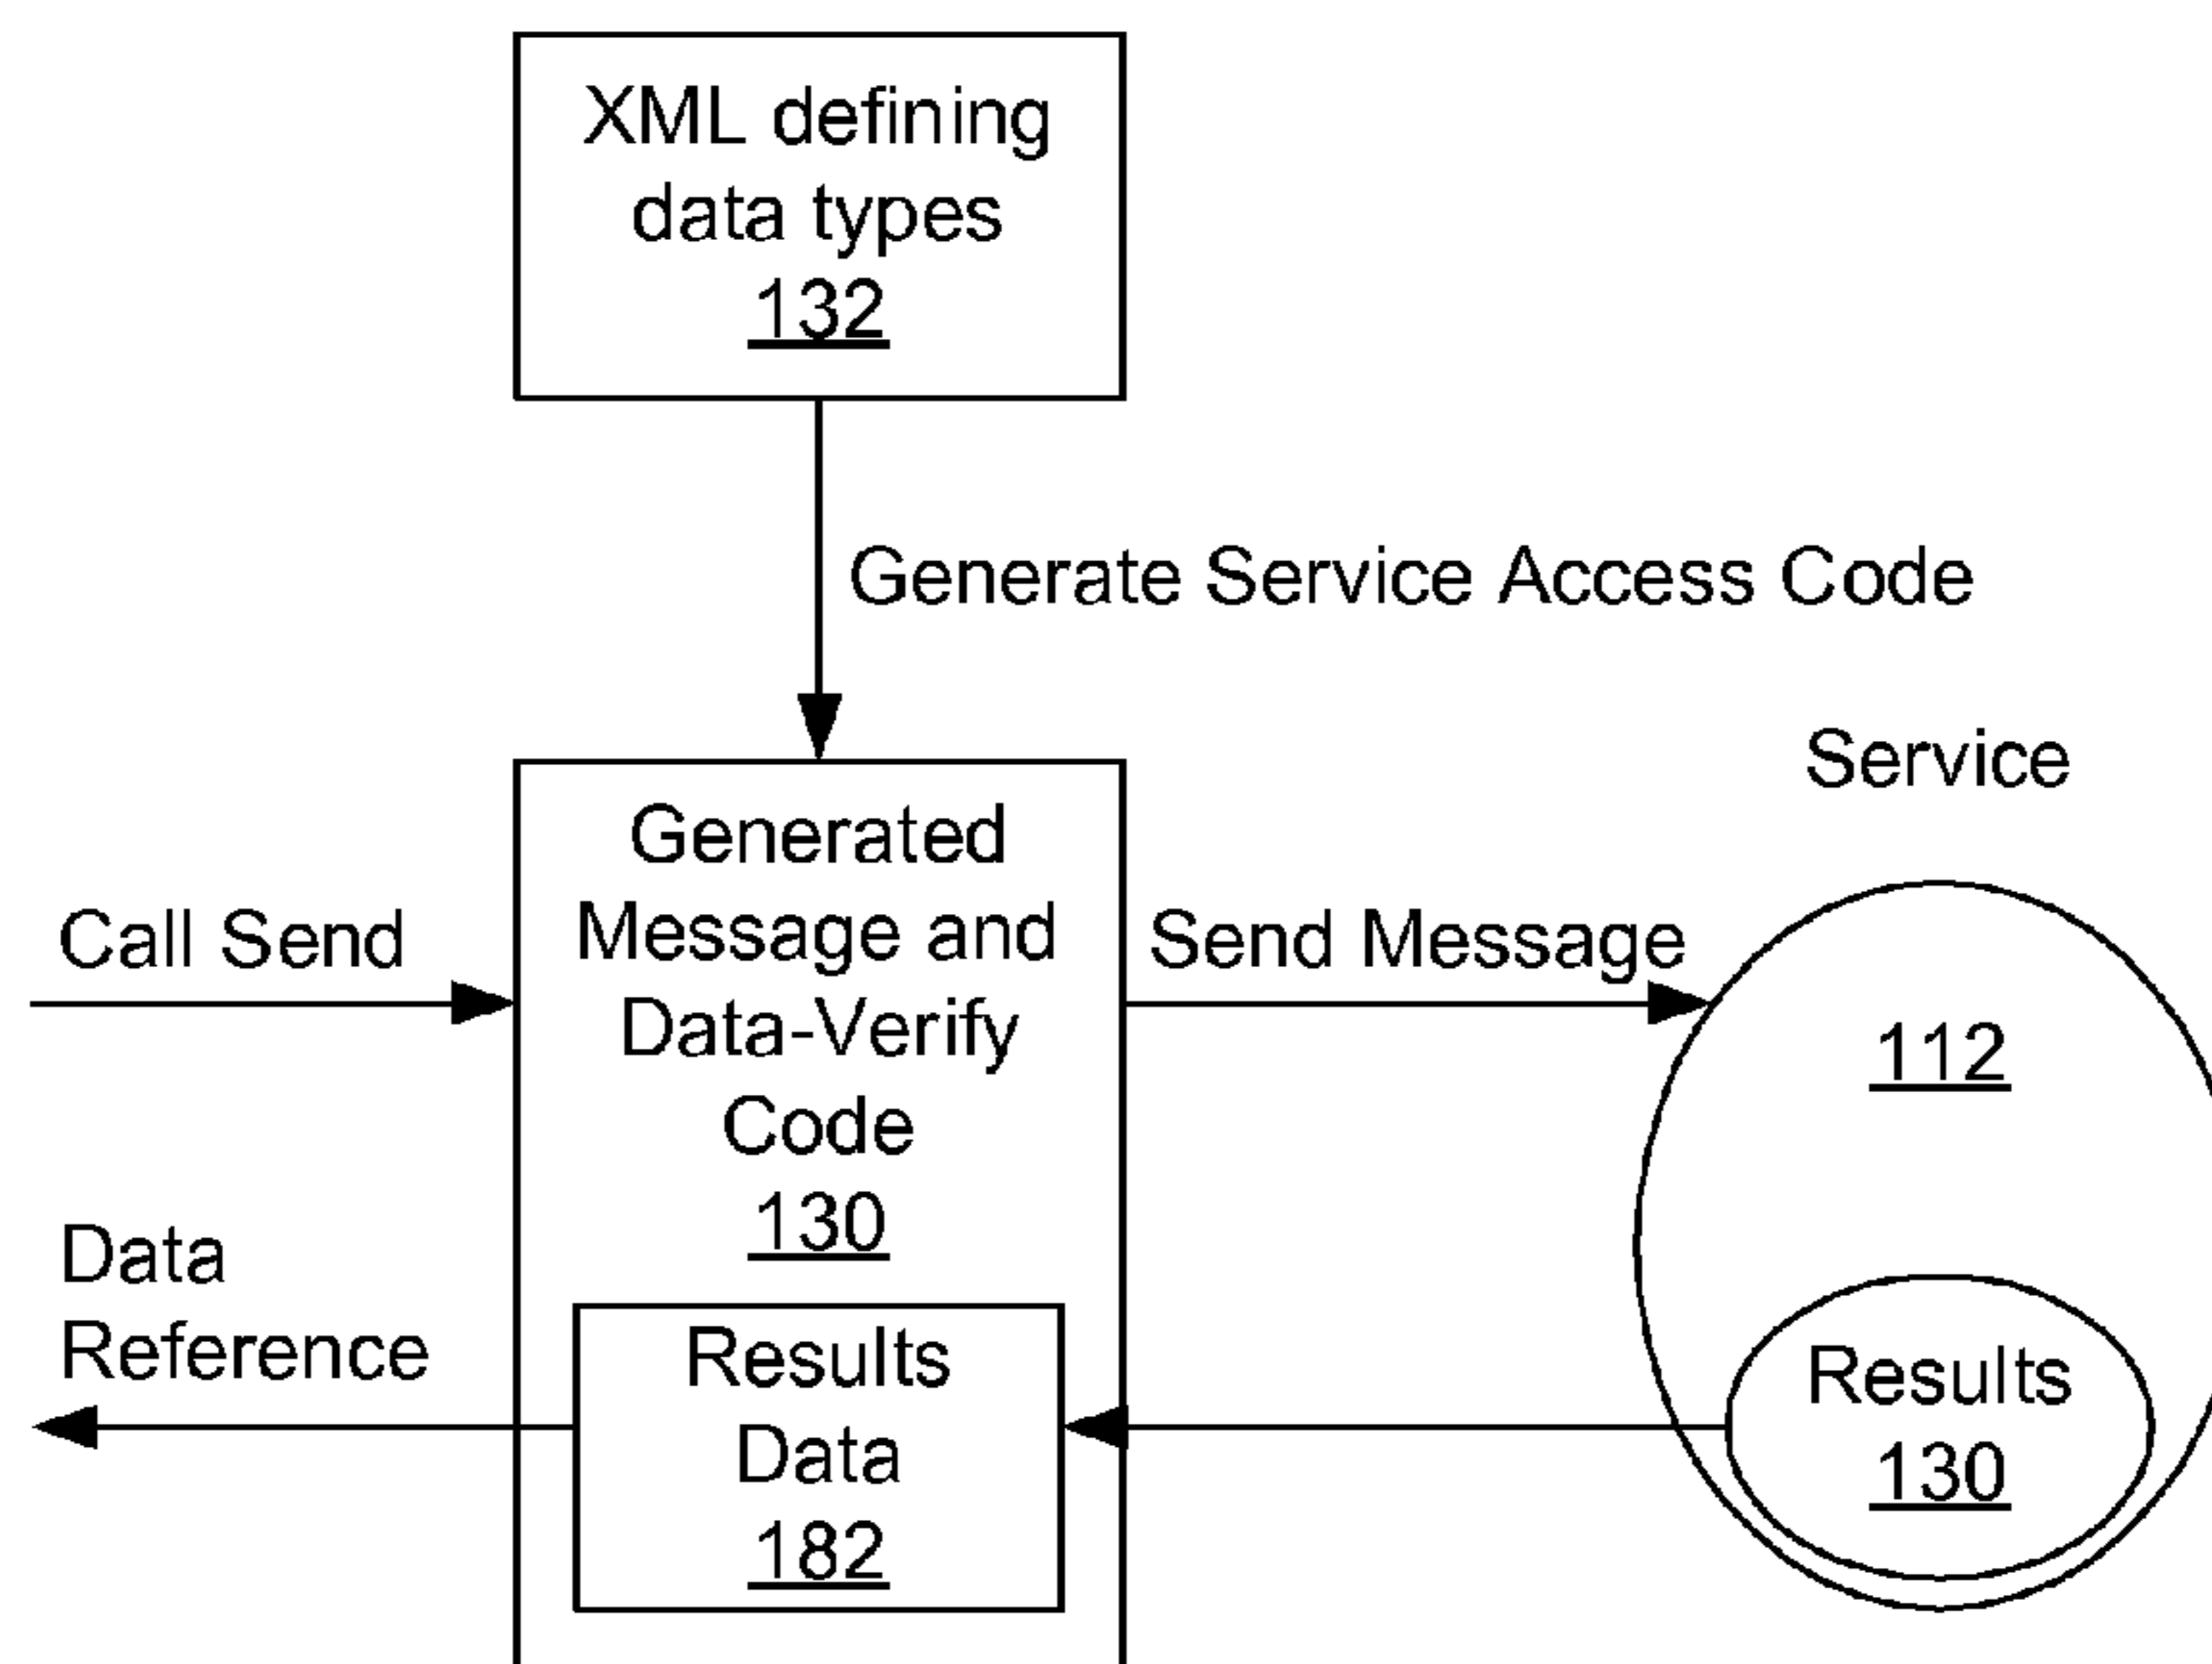 XML defining
data types
132
Generate Service Access Code
Service
Generated
Message and
Data-Verify
Code
130
Call Send
Send Message
112
Data
Reference
Results
Data
182
Results
130